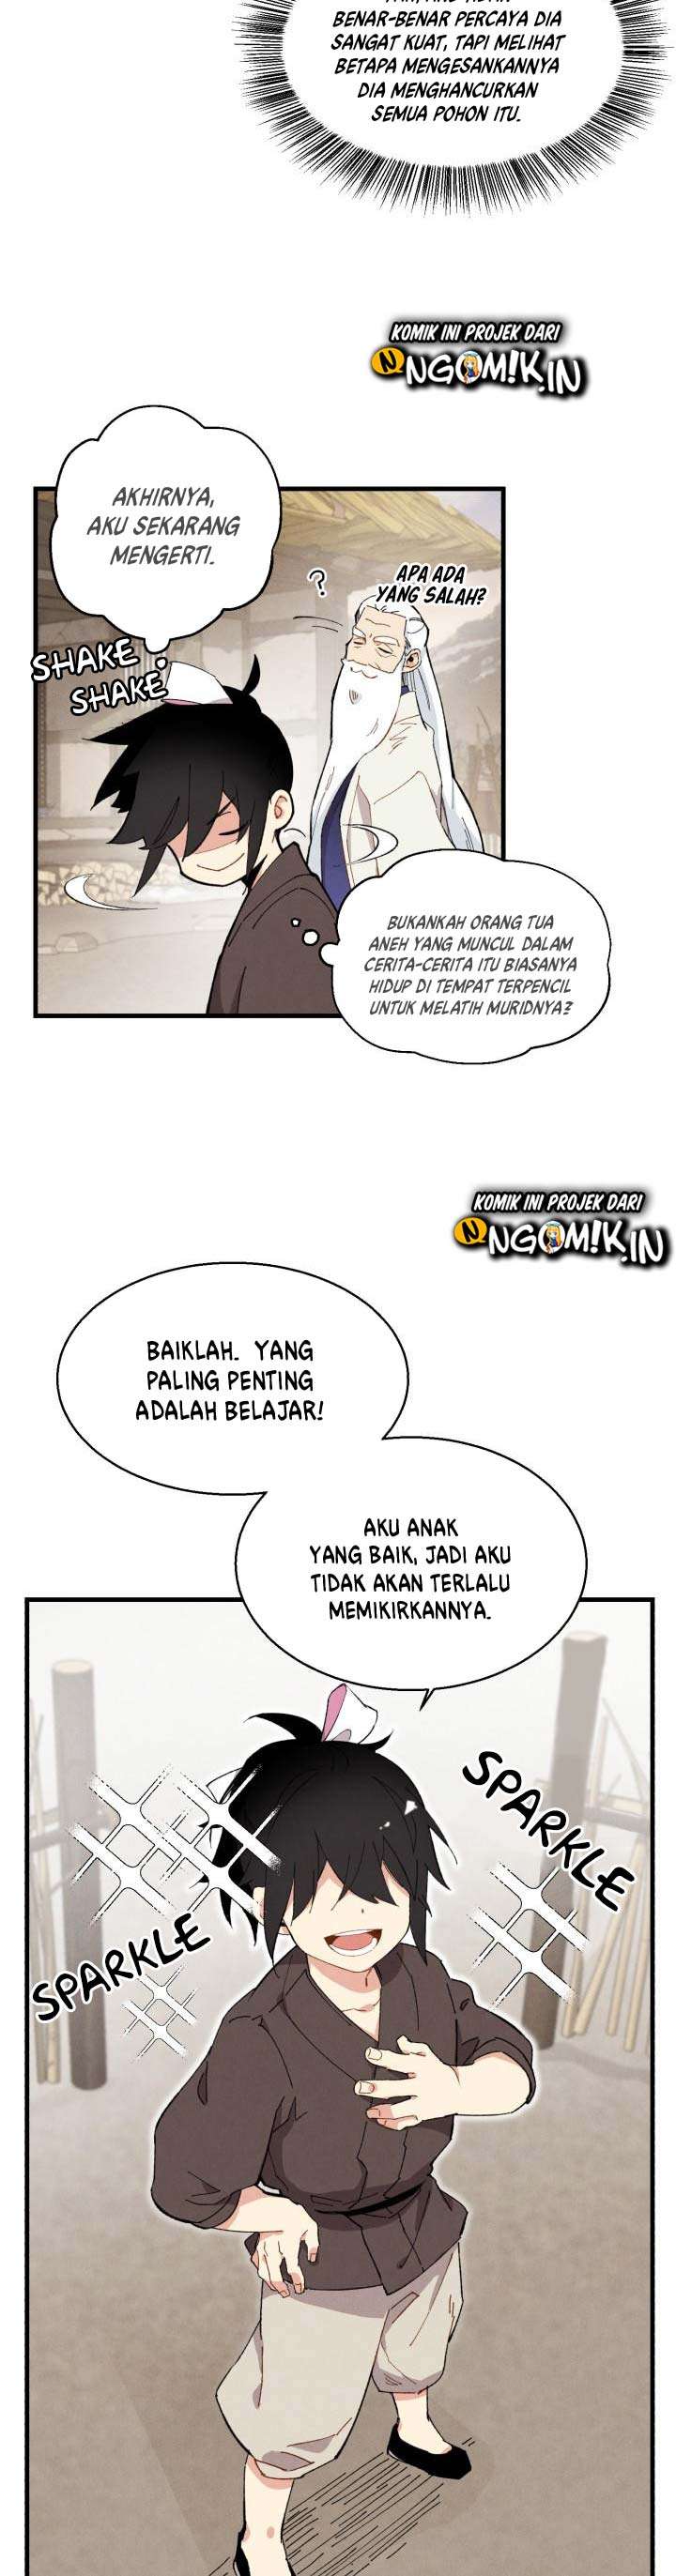 BENAR-BENAR PERCAYA DIA
SANGAT KUAT, TAPI MELIHAT
BETAPA MENGESANKANNYA
DIA MENGHANCURKAN
SEMUA POHON ITU.
KOMIK INI PROJEK DARI
N NGOMIK.IN
AKHIRNYA,
AKU SEKARANG
MENGERTI.
?
APA ADA
YANG SALAH?
SHAKE
SHAKE
BUKANKAH ORANG TUA
ANEH YANG MUNCUL DALAM
CERITA-CERITA ITU BIASANYA
HIDUP DI TEMPAT TERPENCIL
UNTUK MELATIH MURIDNYA?
KOMIK INI PROJEK DARI
N NGOMIK.IN
BAIKLAH. YANG
PALING PENTING
ADALAH BELAJAR!
AKU ANAK
YANG BAIK, JADI AKU
TIDAK AKAN TERLALU
MEMIKIRKANNYA.
SPARKLE
SPARKLE